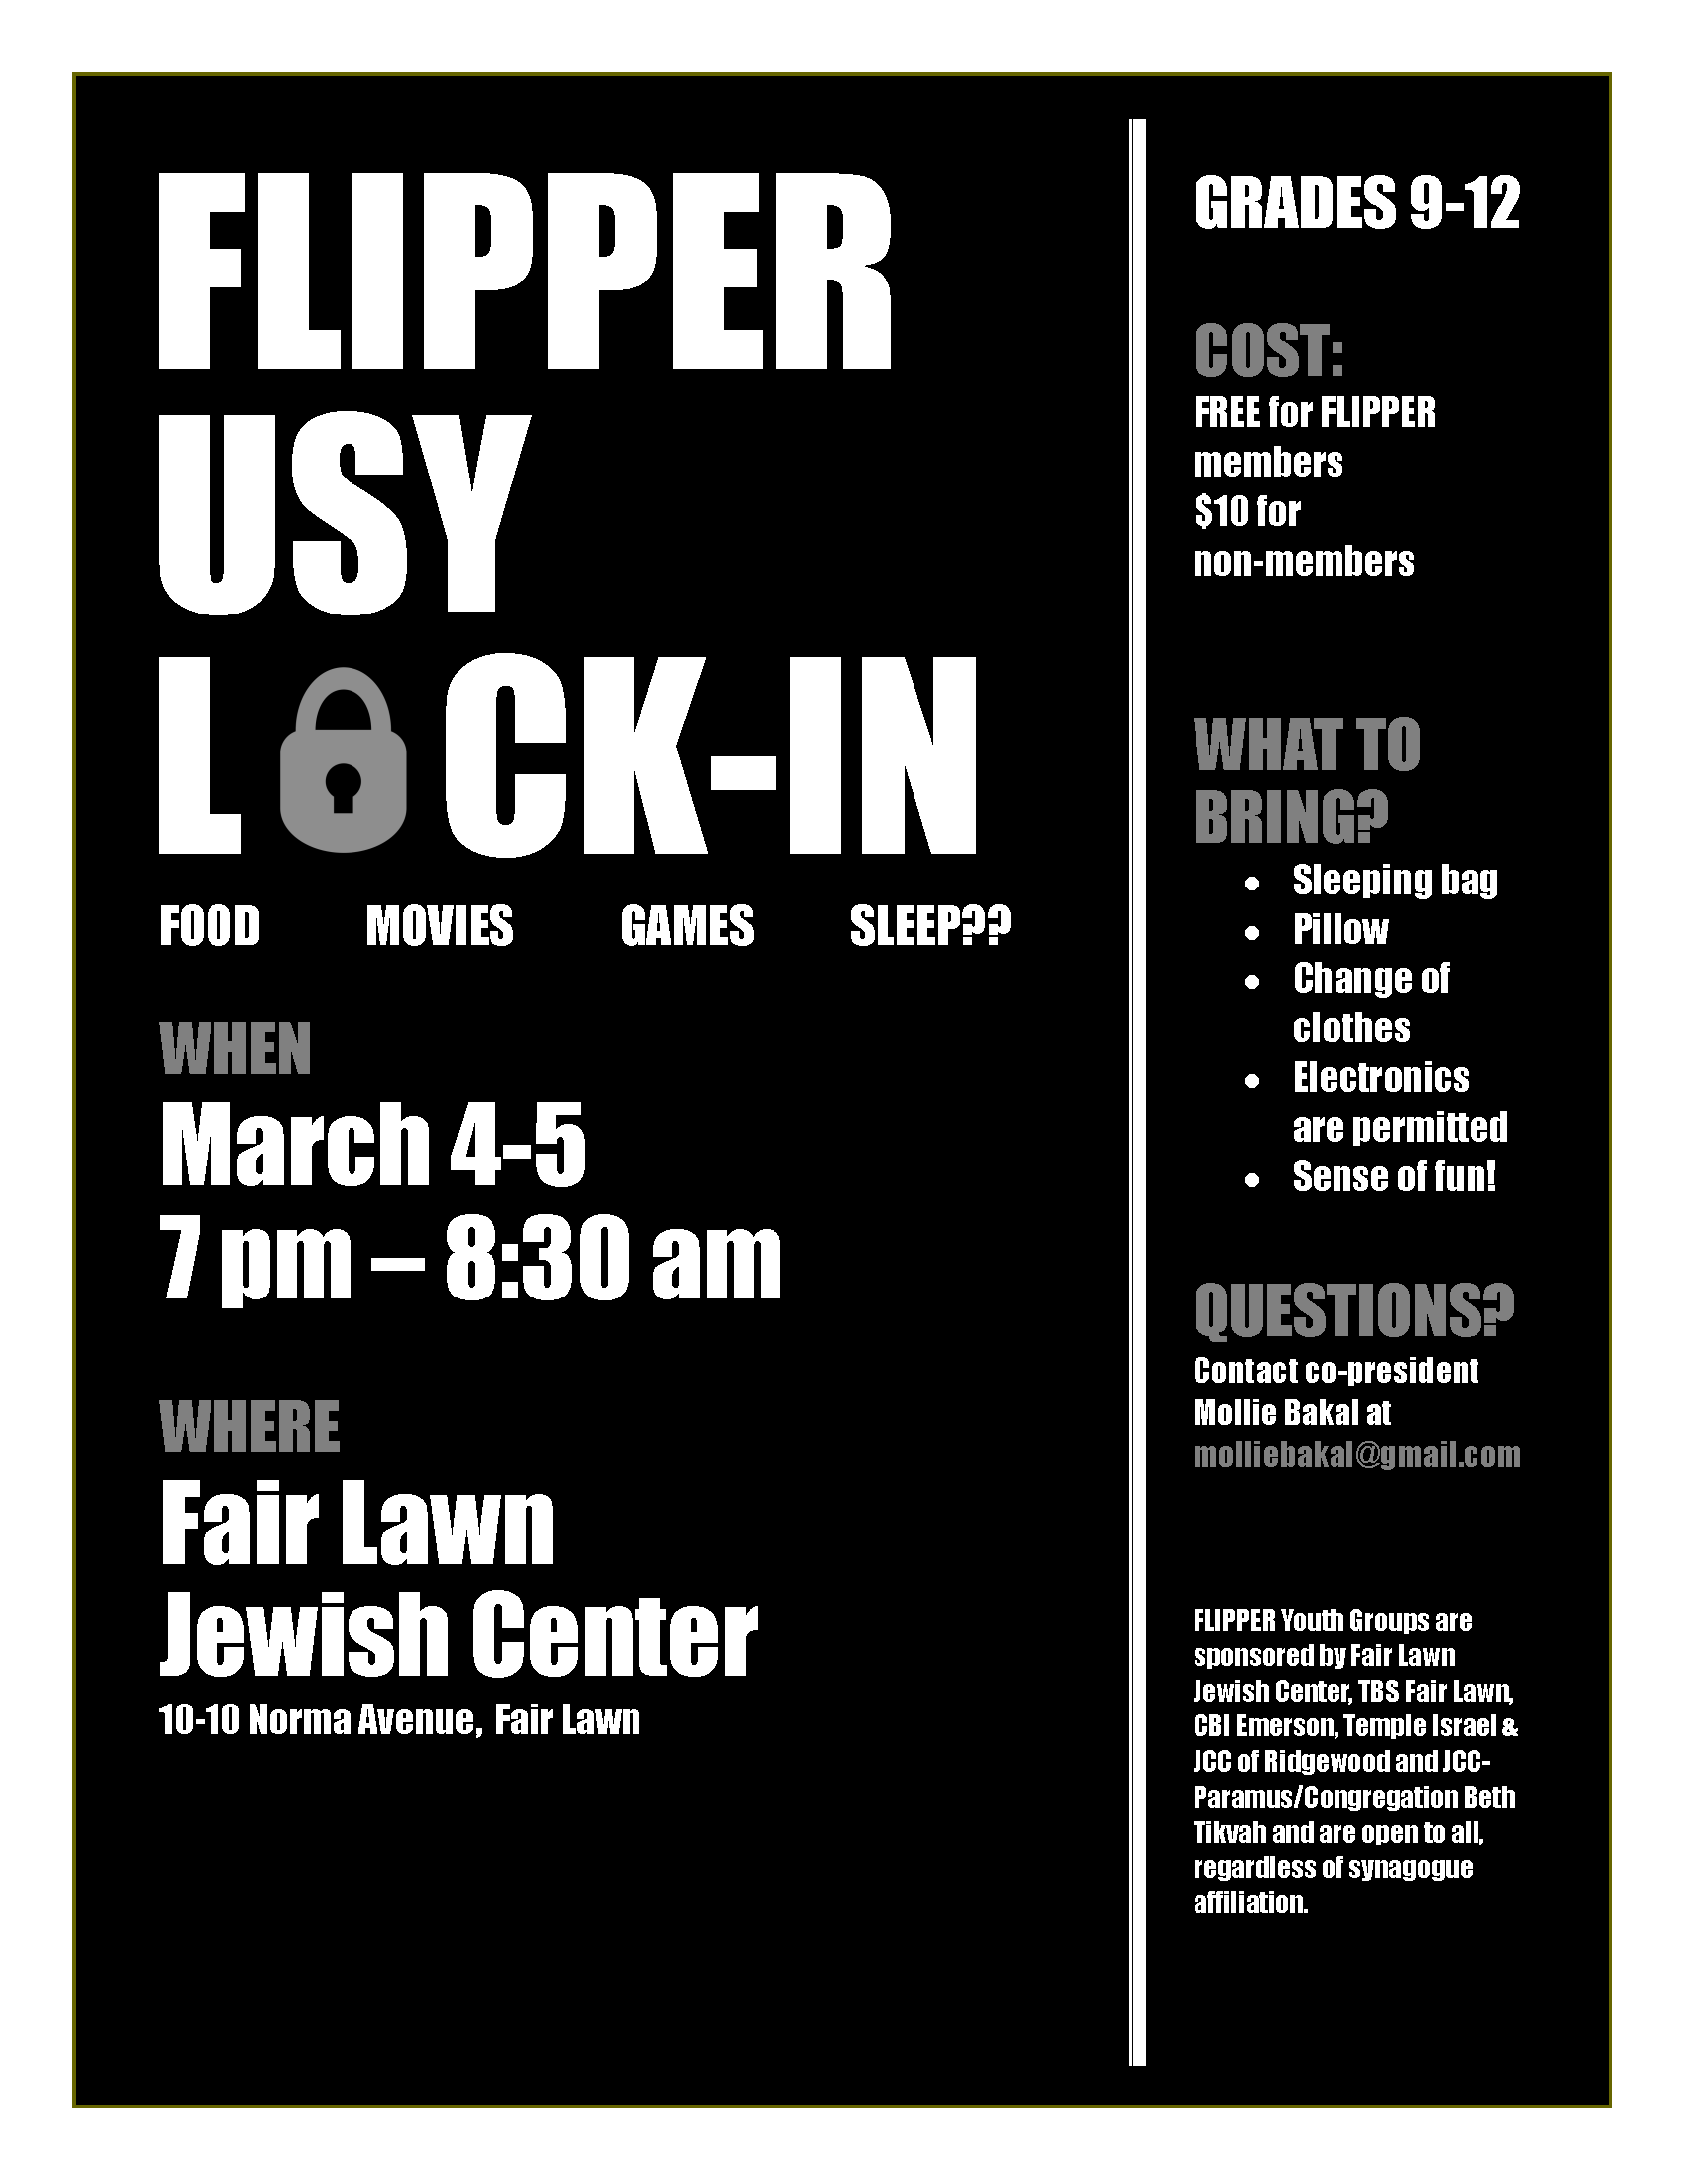 FLIPPER
USY
LOCK-IN
FOOD MOVIES GAMES SLEEP??
WHEN
March 4-5
7 pm – 8:30 am
WHERE
Fair Lawn
Jewish Center
10-10 Norma Avenue, Fair Lawn
GRADES 9-12
COST:
FREE for FLIPPER
members
$10 for
non-members
WHAT TO
BRING?
• Sleeping bag
• Pillow
• Change of
clothes
• Electronics
are permitted
• Sense of fun!
QUESTIONS?
Contact co-president
Mollie Bakal at
molliebakal@gmail.com
FLIPPER Youth Groups are
sponsored by Fair Lawn
Jewish Center, TBS Fair Lawn,
CBI Emerson, Temple Israel &
JCC of Ridgewood and JCC-
Paramus/Congregation Beth
Tikvah and are open to all,
regardless of synagogue
affiliation.